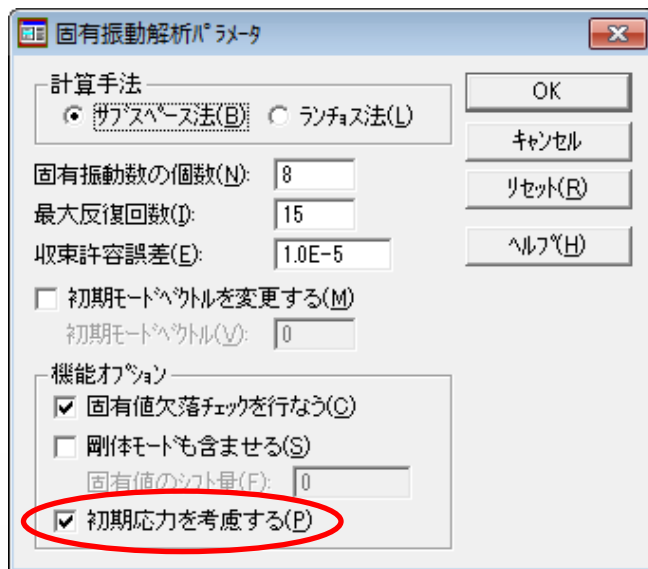 固有振動解析ﾊﾟﾗﾒｰﾀ
計算手法
ｻﾌﾞｽﾍﾟｰｽ法(B) ﾗﾝﾁｮｽ法(L)
OK
ｷｬﾝｾﾙ
ﾘｾｯﾄ(R)
ﾍﾙﾌﾟ(H)
固有振動数の個数(N): 8
最大反復回数(I): 15
収束許容誤差(E): 1.0E-5
初期ﾓｰﾄﾞﾍﾞｸﾄﾙを変更する(M)
初期ﾓｰﾄﾞﾍﾞｸﾄﾙ(V): 0
機能ｵﾌﾟｼｮﾝ
固有値欠落ﾁｪｯｸを行なう(C)
剛体ﾓｰﾄﾞも含ませる(S)
固有値のｼﾌﾄ量(F): 0
初期応力を考慮する(P)